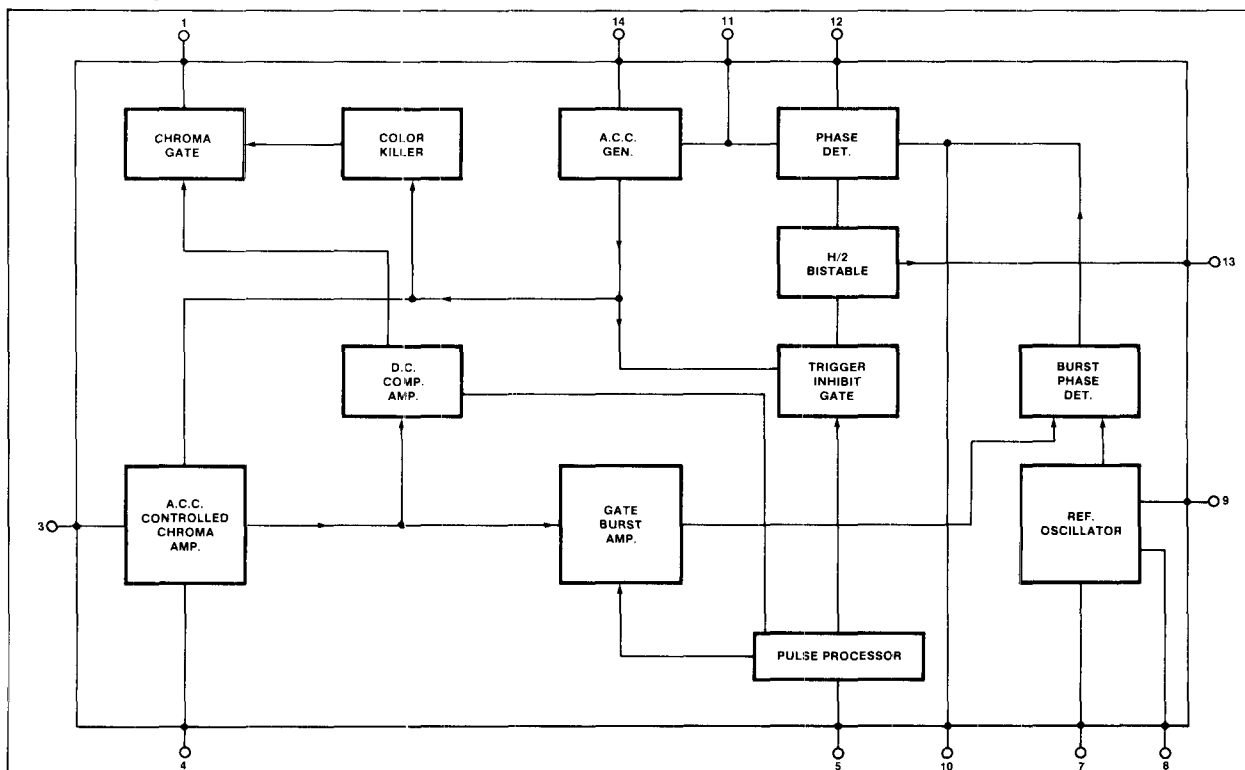 1
14
11
12
CHROMA
GATE
COLOR
KILLER
A.C.C.
GEN.
PHASE
DET.
H/2
BISTABLE
13
D.C.
COMP.
AMP.
TRIGGER
INHIBIT
GATE
BURST
PHASE
DET.
3
A.C.C.
CONTROLLED
CHROMA
AMP.
GATE
BURST
AMP.
REF.
OSCILLATOR
9
PULSE PROCESSOR
4
5
10
7
8